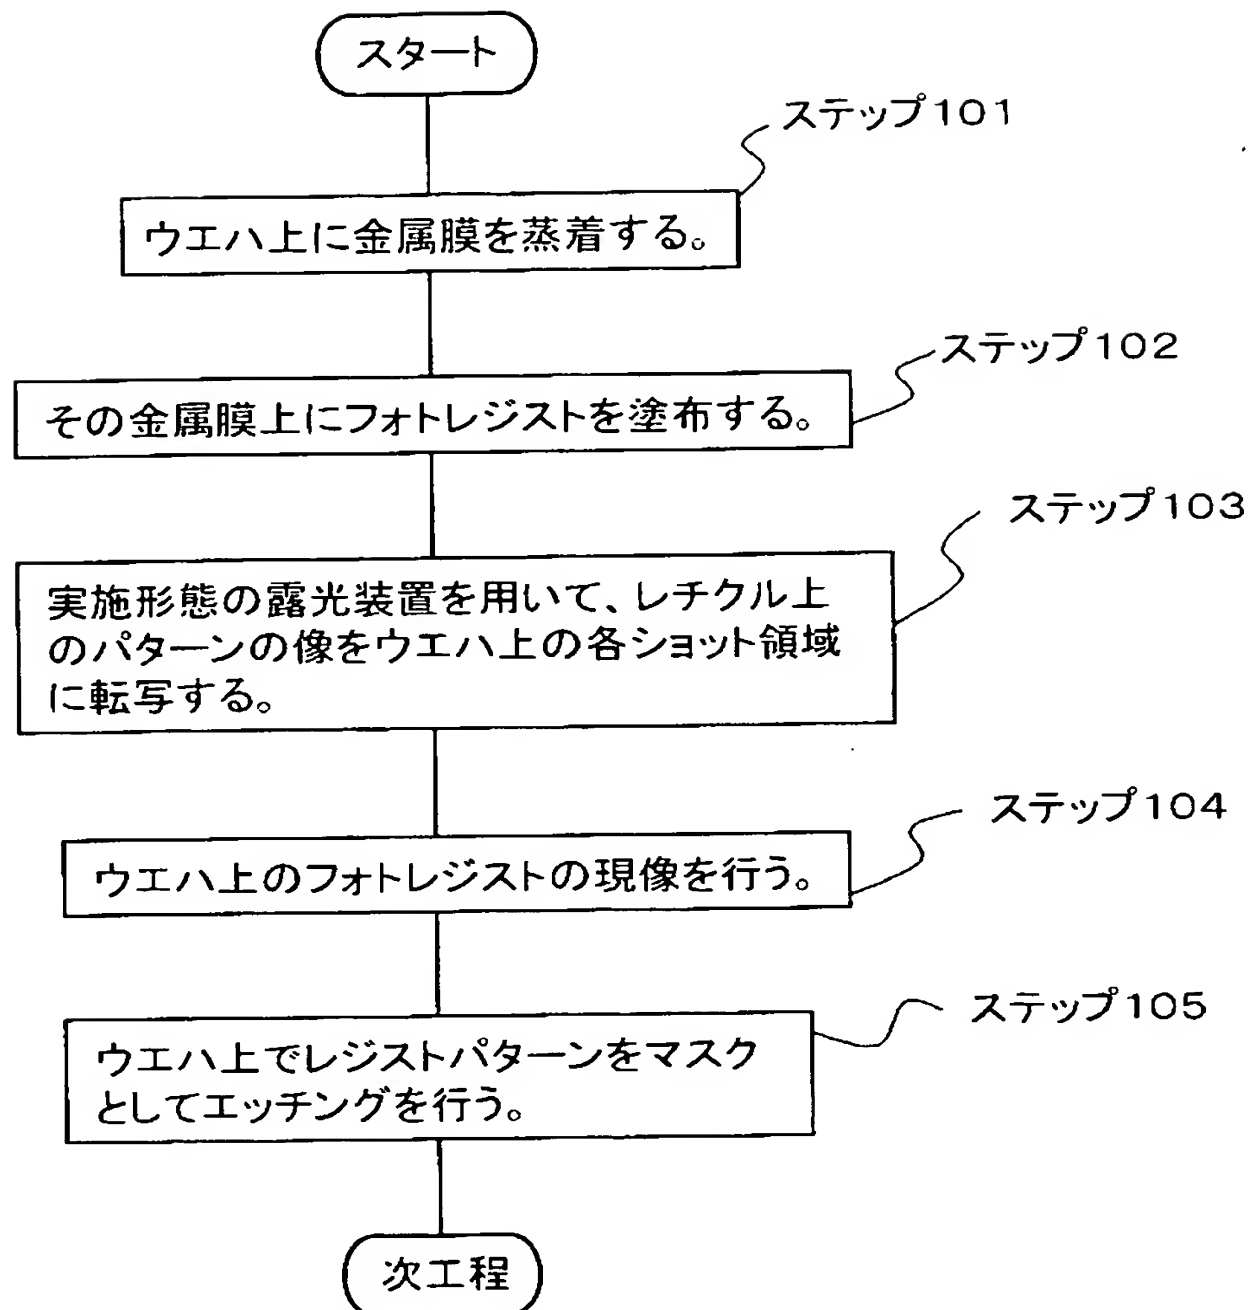 スタート
ステップ101
ウエハ上に金属膜を蒸着する。
ステップ102
その金属膜上にフォトレジストを塗布する。
ステップ103
実施形態の露光装置を用いて、レチクル上
のパターンの像をウエハ上の各ショット領域
に転写する。
ステップ104
ウエハ上のフォトレジストの現像を行う。
ステップ105
ウエハ上でレジストパターンをマスク
としてエッチングを行う。
次工程